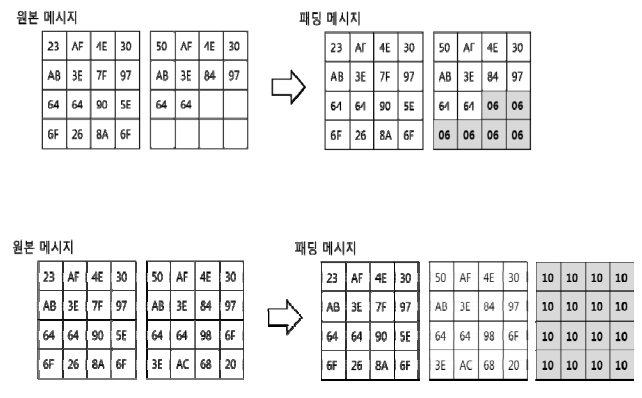 원본 메시지
패딩 메시지
23 AF 4E 30 50 AF 4E 30
23 AF 4E 30 50 AF 4E 30
AB 3E 7F 97 AB 3E 84 97
AB 3E 7F 97 AB 3E 84 97
64 64 90 5E 64 64
64 64 90 5E 64 64 06 06
6F 26 8A 6F
6F 26 8A 6F 06 06 06 06
원본 메시지
패딩 메시지
23 AF 4E 30 50 AF 4E 30
23 AF 4E 30 50 AF 4E 30 10 10 10 10
AB 3E 7F 97 AB 3E 84 97
AB 3E 7F 97 AB 3E 84 97 10 10 10 10
64 64 90 5E 64 64 98 6F
64 64 90 5E 64 64 98 6F 10 10 10 10
6F 26 8A 6F 3E AC 68 20
6F 26 8A 6F 3E AC 68 20 10 10 10 10